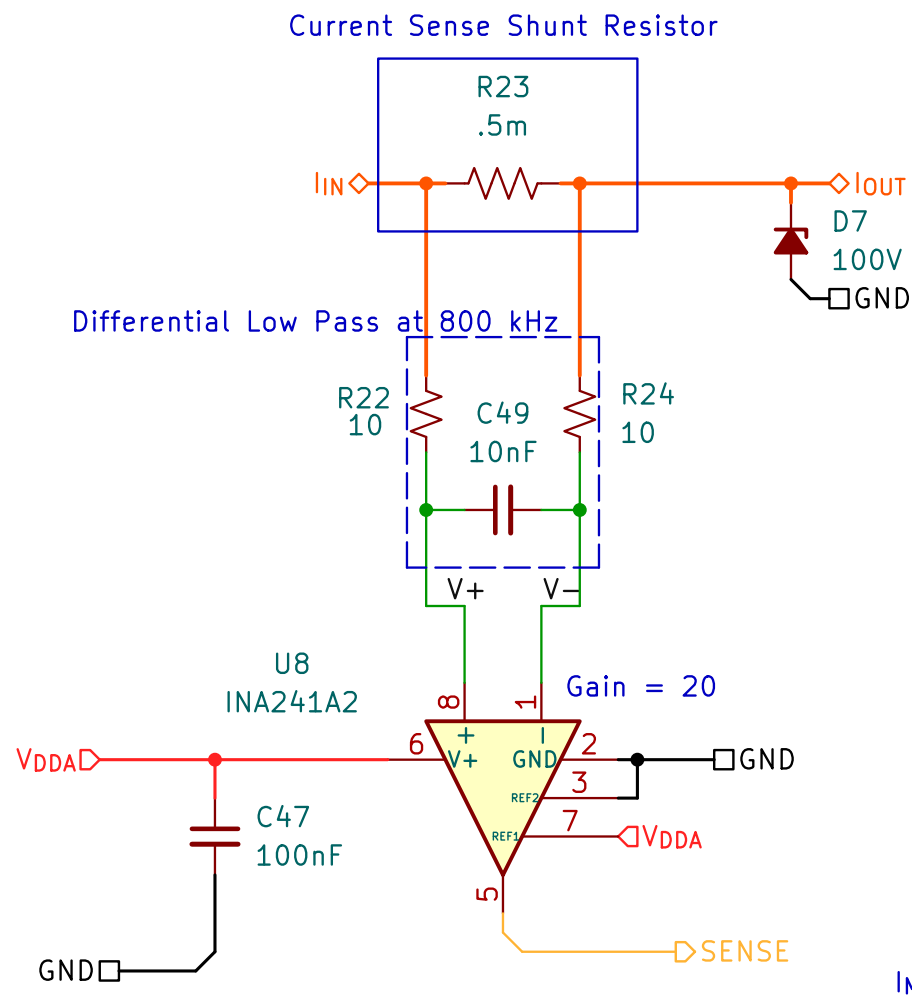 Current Sense Shunt Resistor
R23
.5m
IIN
IOUT
D7
100V
GND
Differential Low Pass at 800 kHz
R22
10
C49
10nF
R24
10
V+
V-
U8
INA241A2
Gain = 20
8
1
+
-
VDDA
6
V+
GND
2
GND
REF2
3
REF1
7
VDDA
C47
100nF
5
SENSE
GND